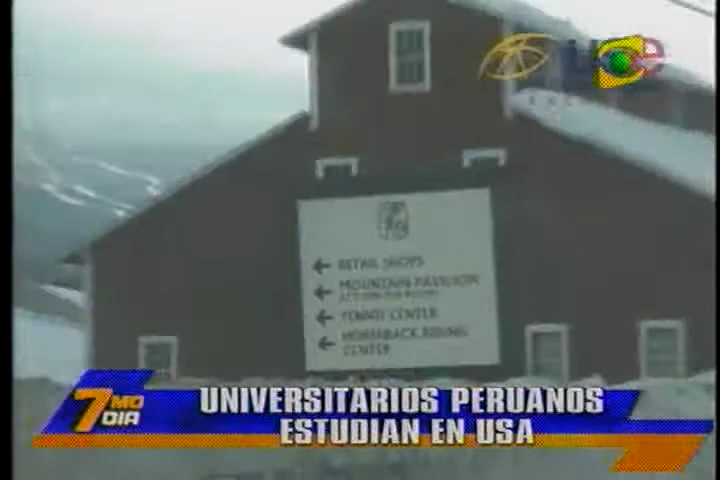 RETAIL SHOPS
MOUNTAIN PAVILION
TENNIS CENTER
HORSEBACK RIDING
CENTER
7MO
DIA
UNIVERSITARIOS PERUANOS
ESTUDIAN EN USA